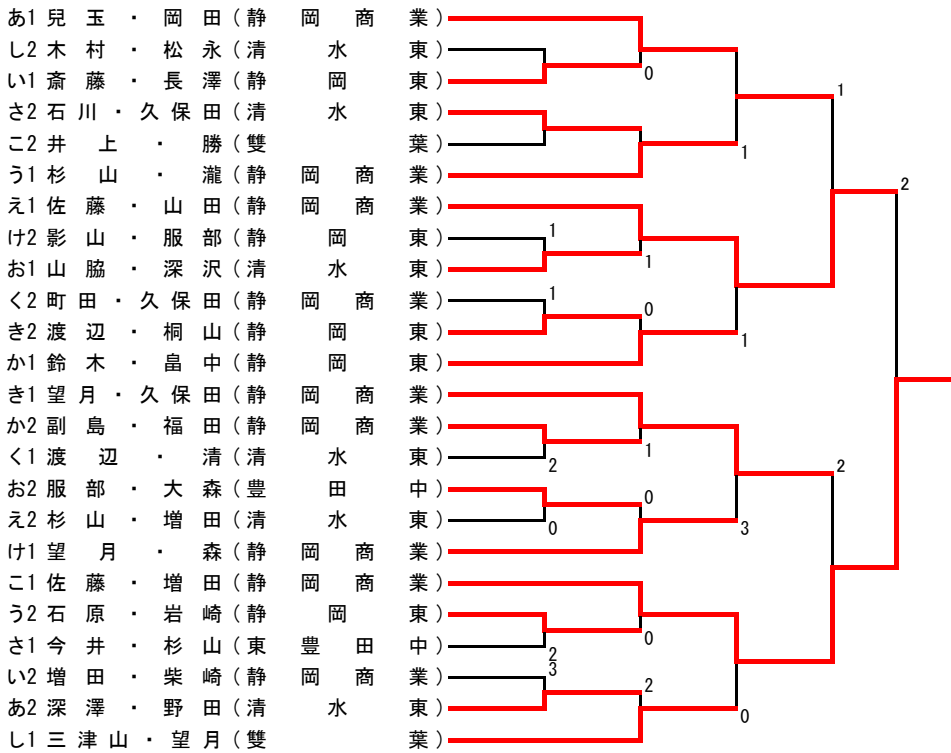 あ1 兒玉・岡田(静岡商業)
し2 木村・松永(清水東) 0
い1 斎藤・長澤(静岡東) 1
さ2 石川・久保田(清水東)
こ2 井上・勝(雙葉) 1
う1 杉山・瀧(静岡商業) 2
え1 佐藤・山田(静岡商業)
け2 影山・服部(静岡東) 1
お1 山脇・深沢(清水東) 1
く2 町田・久保田(静岡商業) 1 0
き2 渡辺・桐山(静岡東) 1
か1 鈴木・畠中(静岡東)
き1 望月・久保田(静岡商業)
か2 副島・福田(静岡商業) 1
く1 渡辺・清(清水東) 2 2
お2 服部・大森(豊田中) 0
え2 杉山・増田(清水東) 0 3
け1 望月・森(静岡商業)
こ1 佐藤・増田(静岡商業)
う2 石原・岩崎(静岡東) 0
さ1 今井・杉山(東豊田中) 2
い2 増田・柴崎(静岡商業) 3 2
あ2 深澤・野田(清水東) 0
し1 三津山・望月(雙葉)